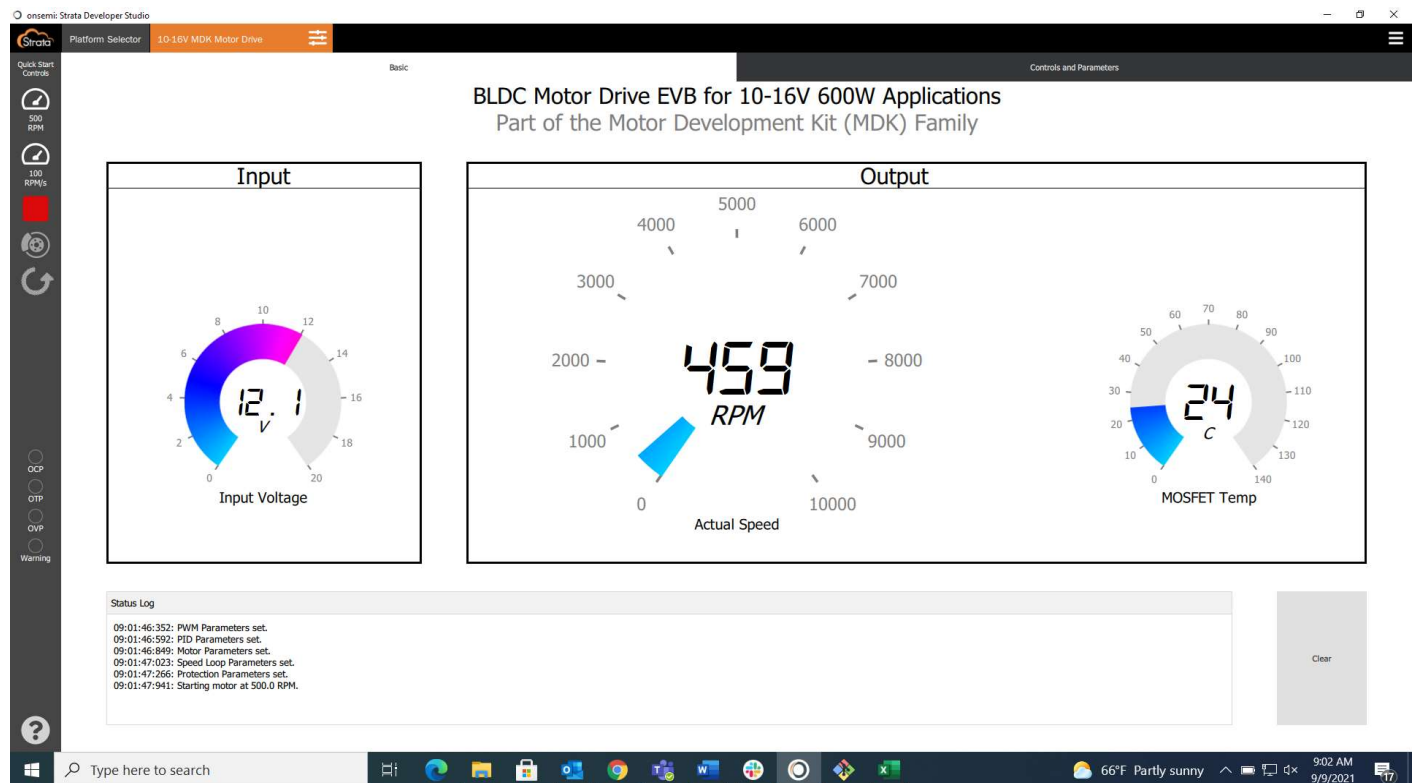 onsemi: Strata Developer Studio
Strata
Platform Selector
10-16V MDK Motor Drive
Quick Start
Controls
500
RPM
100
RPM/s
OCP
OTP
OVP
Warning
Basic
Controls and Parameters
BLDC Motor Drive EVB for 10-16V 600W Applications
Part of the Motor Development Kit (MDK) Family
Input
0
2
4
6
8
10
12
14
16
18
20
12.1
V
Input Voltage
Output
0
1000
2000
3000
4000
5000
6000
7000
8000
9000
10000
459
RPM
Actual Speed
0
10
20
30
40
50
60
70
80
90
100
110
120
130
140
24
C
MOSFET Temp
Status Log
09:01:46:352: PWM Parameters set.
09:01:46:592: PID Parameters set.
09:01:46:849: Motor Parameters set.
09:01:47:023: Speed Loop Parameters set.
09:01:47:266: Protection Parameters set.
09:01:47:941: Starting motor at 500.0 RPM.
Clear
?
Type here to search
66°F Partly sunny
9:02 AM
9/9/2021
17